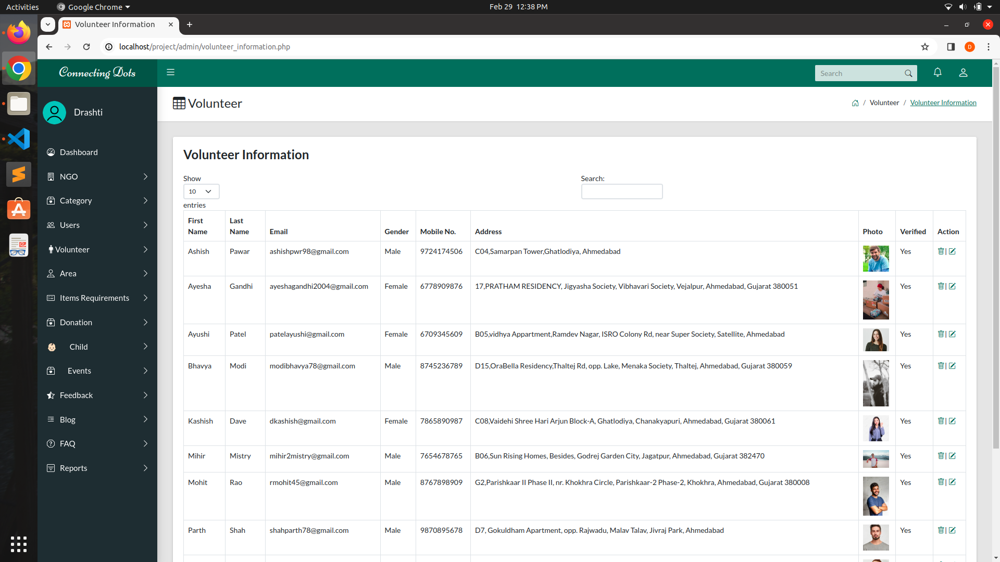 Activities
Google Chrome
Feb 29 12:38 PM
Volunteer Information
localhost/project/admin/volunteer_information.php
D
Connecting Dots
Search
Drashti
Volunteer
/ Volunteer / Volunteer Information
Dashboard
NGO
Category
Users
Volunteer
Area
Items Requirements
Donation
Child
Events
Feedback
Blog
FAQ
Reports
Volunteer Information
Show
10
entries
Search:
First Name Last Name Email Gender Mobile No. Address Photo Verified Action
Ashish Pawar ashishpwr98@gmail.com Male 9724174506 C04,Samarpan Tower,Ghatlodiya, Ahmedabad Yes |
Ayesha Gandhi ayeshagandhi2004@gmail.com Female 6778909876 17,PRATHAM RESIDENCY, Jigyasha Society, Vibhavari Society, Vejalpur, Ahmedabad, Gujarat 380051 Yes |
Ayushi Patel patelayushi@gmail.com Female 6709345609 B05,vidhya Appartment,Ramdev Nagar, ISRO Colony Rd, near Super Society, Satellite, Ahmedabad Yes |
Bhavya Modi modibhavya78@gmail.com Male 8745236789 D15,OraBella Residency,Thaltej Rd, opp. Lake, Menaka Society, Thaltej, Ahmedabad, Gujarat 380059 Yes |
Kashish Dave dkashish@gmail.com Female 7865890987 C08,Vaidehi Shree Hari Arjun Block-A, Ghatlodiya, Chanakyapuri, Ahmedabad, Gujarat 380061 Yes |
Mihir Mistry mihir2mistry@gmail.com Male 7654678765 B06,Sun Rising Homes, Besides, Godrej Garden City, Jagatpur, Ahmedabad, Gujarat 382470 Yes |
Mohit Rao rmohit45@gmail.com Male 8767898909 G2,Parishkaar II Phase II, nr. Khokhra Circle, Parishkaar-2 Phase-2, Khokhra, Ahmedabad, Gujarat 380008 Yes |
Parth Shah shahparth78@gmail.com Male 9870895678 D7, Gokuldham Apartment, opp. Rajwadu, Malav Talav, Jivraj Park, Ahmedabad Yes |